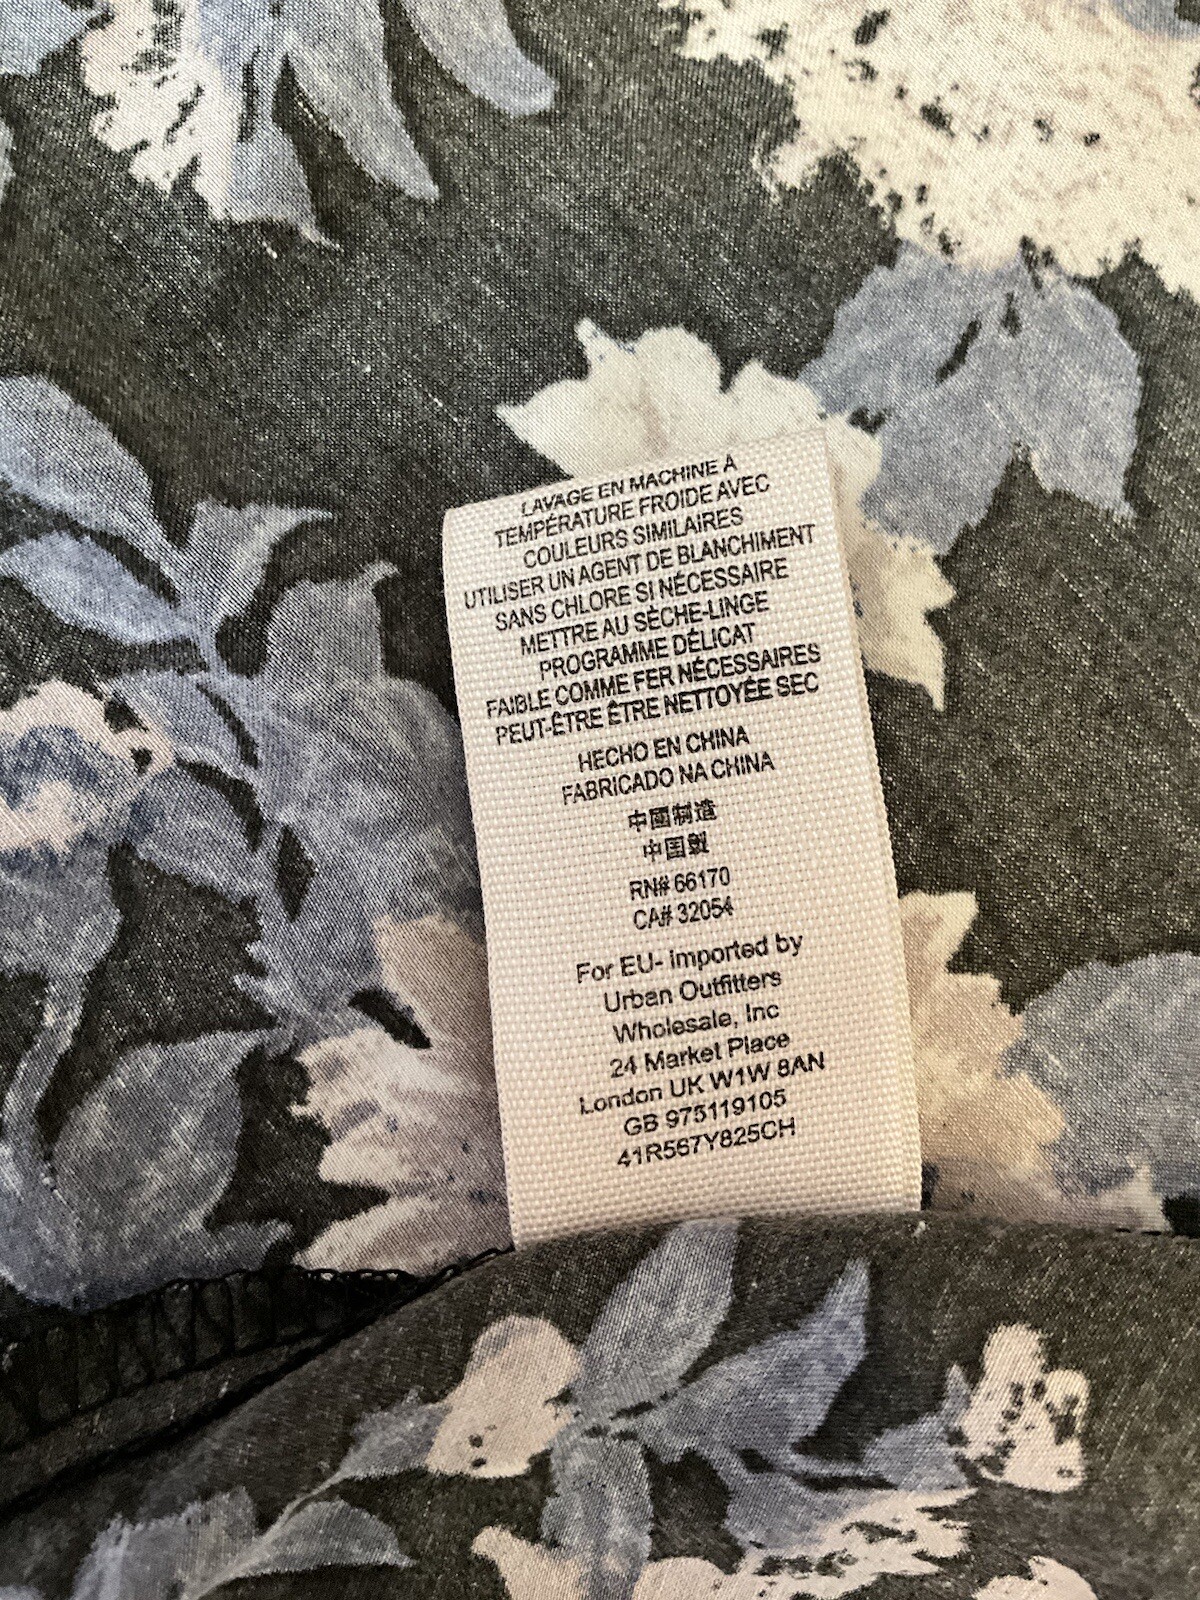 LAVAGE EN MACHINE À
TEMPÉRATURE FROIDE AVEC
COULEURS SIMILAIRES
UTILISER UN AGENT DE BLANCHIMENT
SANS CHLORE SI NÉCESSAIRE
METTRE AU SÈCHE-LINGE
PROGRAMME DÉLICAT
FAIBLE COMME FER NÉCESSAIRES
PEUT-ÊTRE ÊTRE NETTOYÉE SEC
HECHO EN CHINA
FABRICADO NA CHINA
中國制造
中国製
RN# 66170
CA# 32054
For EU- imported by
Urban Outfitters
Wholesale, Inc
24 Market Place
London UK W1W 8AN
GB 975119105
41R567Y825CH